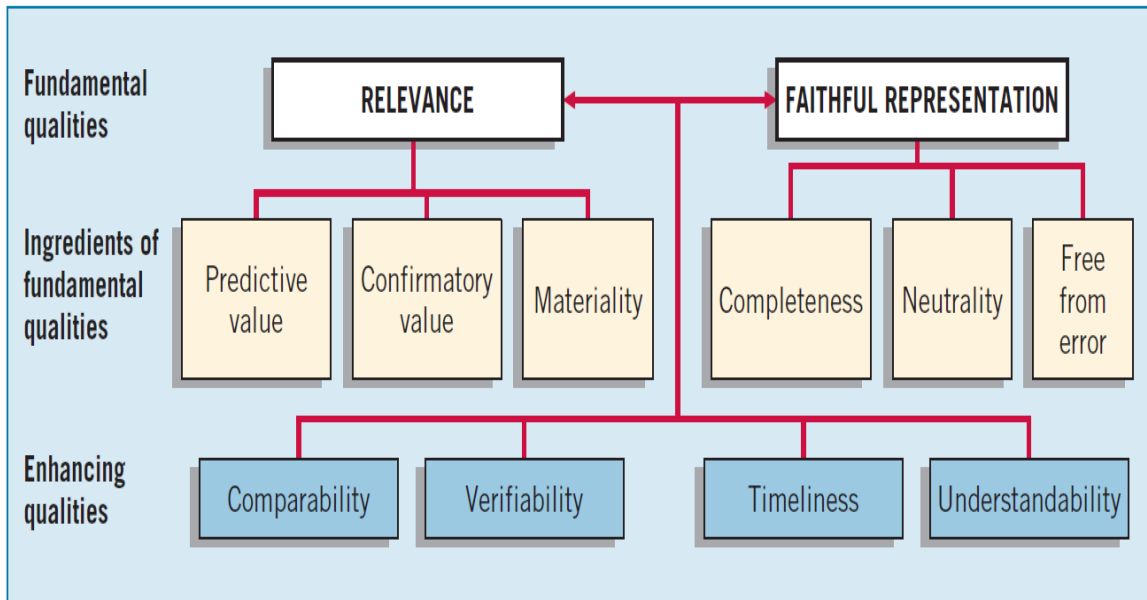 Fundamental
qualities
RELEVANCE
FAITHFUL REPRESENTATION
Ingredients of
fundamental
qualities
Predictive
value
Confirmatory
value
Materiality
Completeness
Neutrality
Free
from
error
Enhancing
qualities
Comparability
Verifiability
Timeliness
Understandability